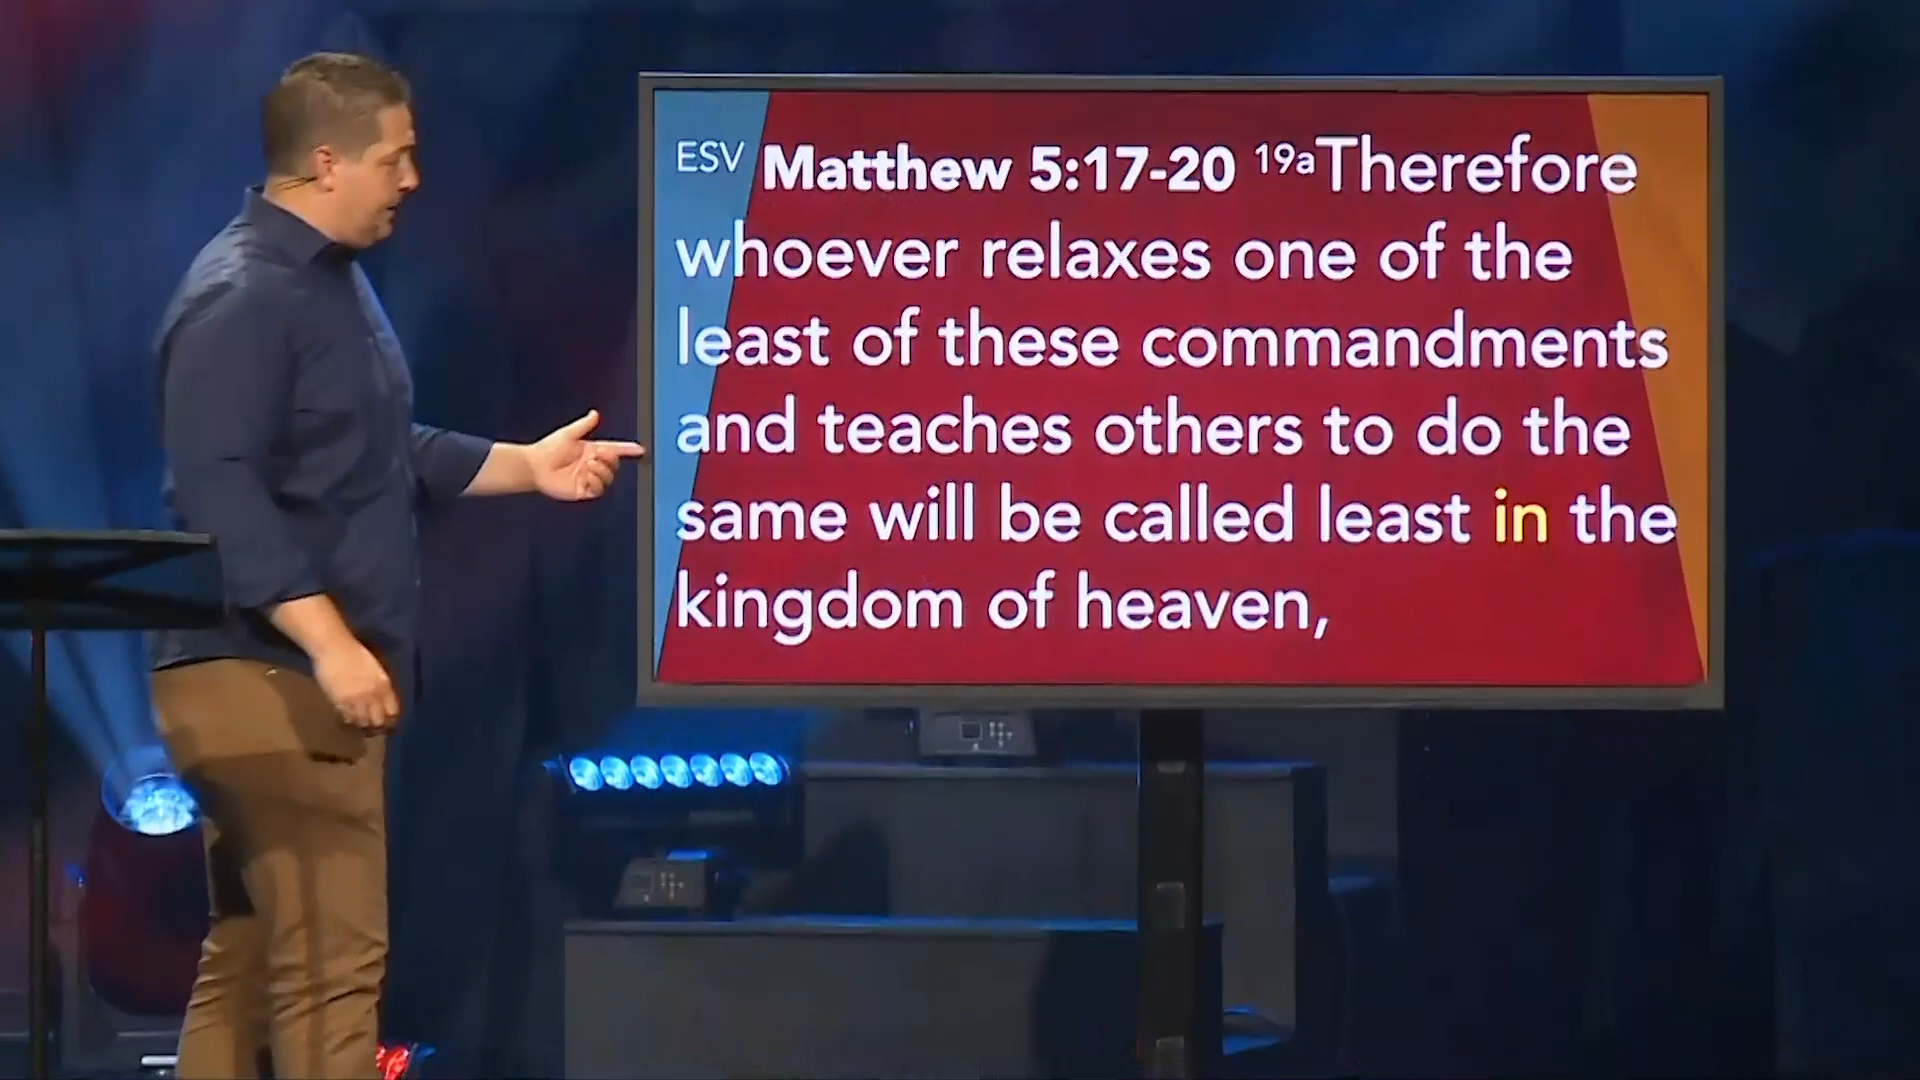 ESV Matthew 5:17-20 19aTherefore
whoever relaxes one of the
least of these commandments
and teaches others to do the
same will be called least in the
kingdom of heaven,